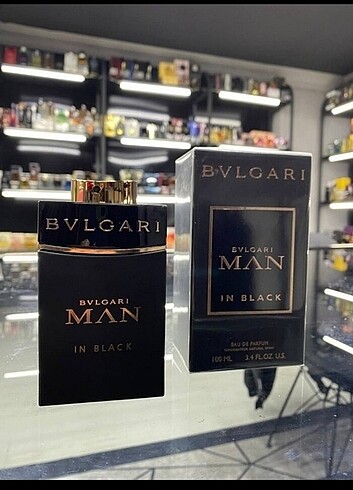 BVLGARI
BVLGARI
MAN
IN BLACK
BVLGARI
BVLGARI
MAN
IN BLACK
EAU DE PARFUM
100 ML 3.4 FL.OZ. U.S.